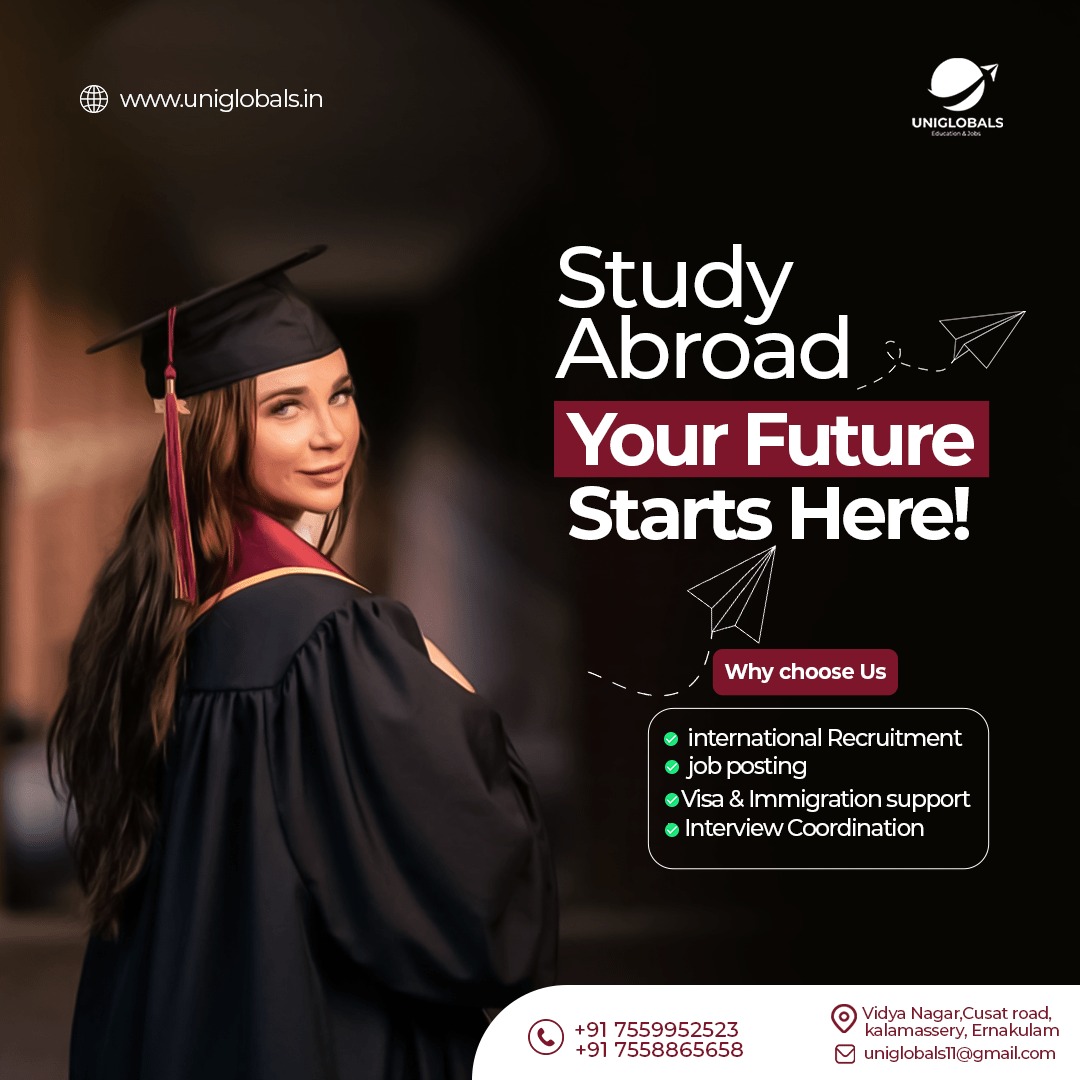 www.uniglobals.in
UNIGLOBALS
Education & Jobs
Study
Abroad
Your Future
Starts Here!
Why choose Us
international Recruitment
job posting
Visa & Immigration support
Interview Coordination
+91 7559952523
+91 7558865658
Vidya Nagar,Cusat road,
kalamassery, Ernakulam
uniglobals11@gmail.com